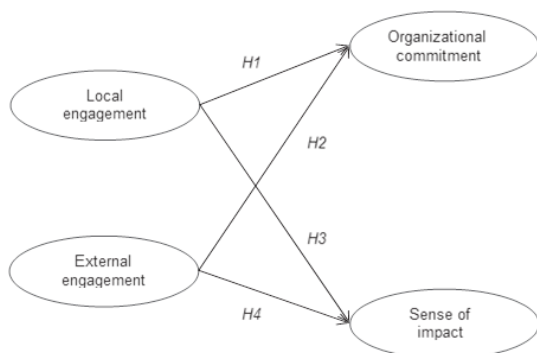 Organizational
commitment
H1
Local
engagement
H2
H3
External
engagement
H4
Sense of
impact